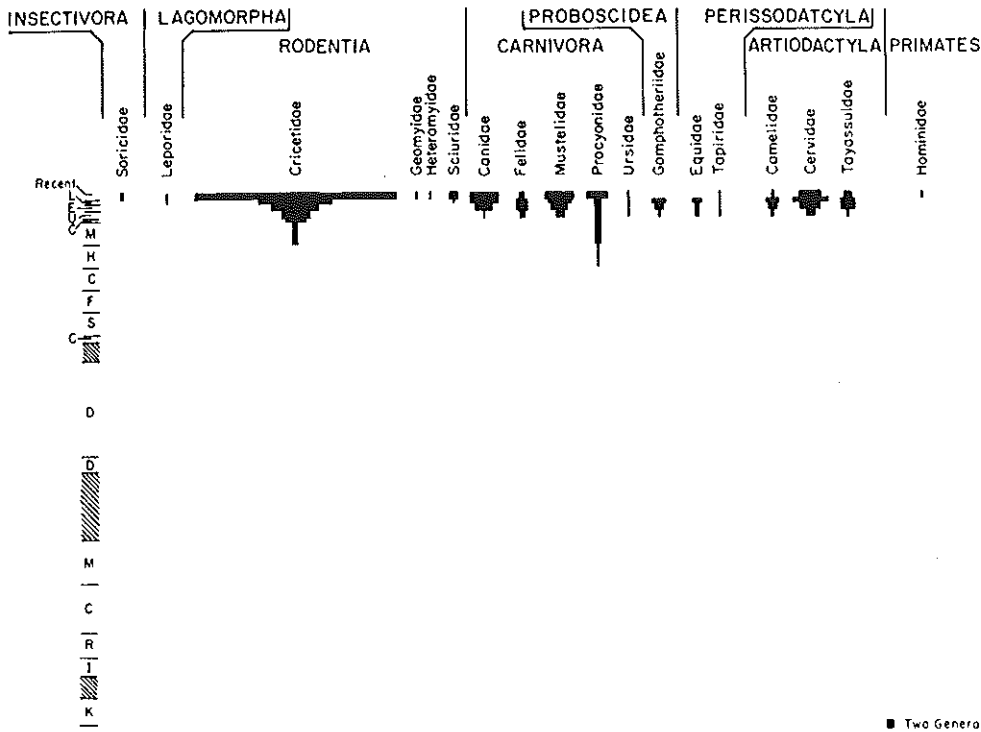 INSECTIVORA LAGOMORPHA PROBOSCIDEA PERISSODATCYLA
RODENTIA CARNIVORA ARTIODACTYLA PRIMATES
Soricidae
Leporidae
Cricetidae
Geomyidae
Heteromyidae
Sciuridae
Canidae
Felidae
Mustelidae
Procyonidae
Ursidae
Gomphotheriidae
Equidae
Tapiridae
Camelidae
Cervidae
Tayassuidae
Hominidae
Recent
L
E
U
C
M
H
C
F
S
C
D
D
M
C
R
I
K
Two Genera